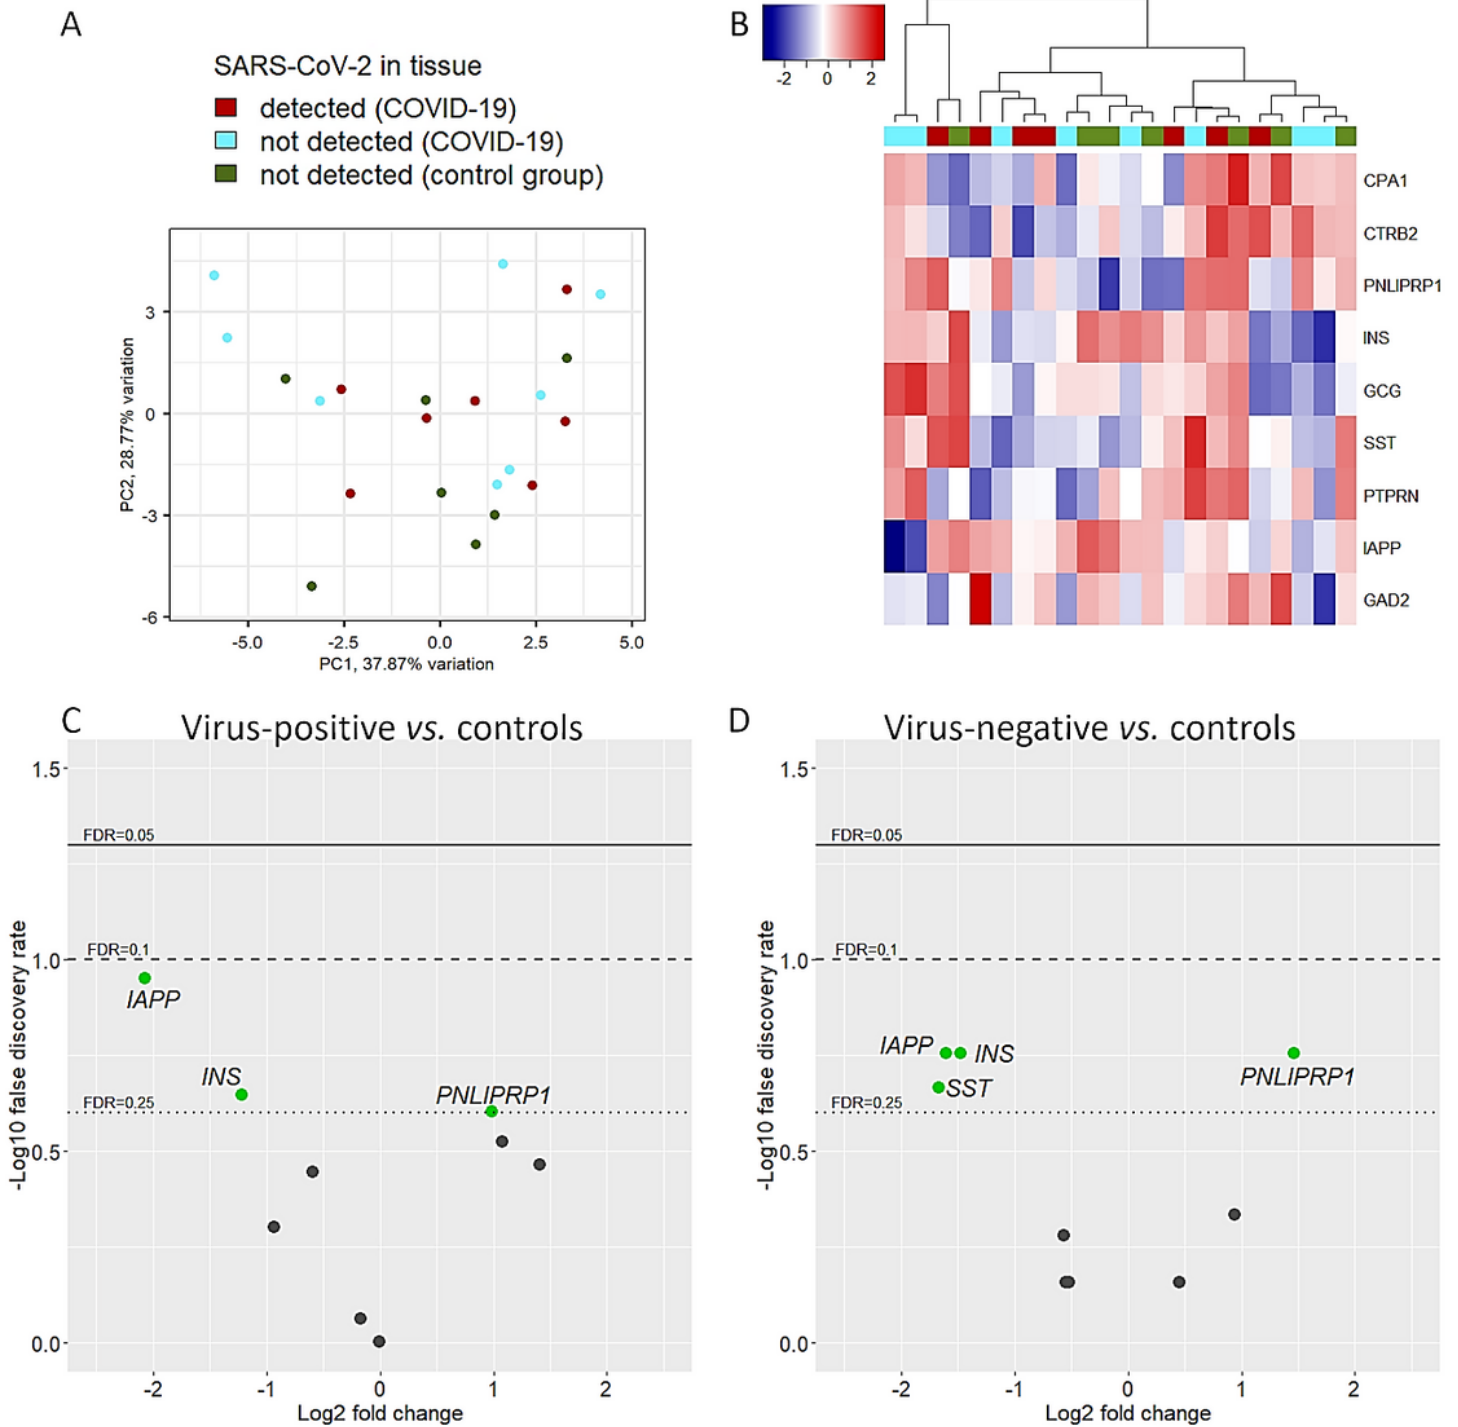 A
SARS-CoV-2 in tissue
detected (COVID-19)
not detected (COVID-19)
not detected (control group)
3
0
-3
-6
PC2, 28.77% variation
-5.0 -2.5 0.0 2.5 5.0
PC1, 37.87% variation
B
-2 0 2
CPA1
CTRB2
PNLIPRP1
INS
GCG
SST
PTPRN
IAPP
GAD2
C
Virus-positive vs. controls
1.5
FDR=0.05
FDR=0.1
1.0
IAPP
INS
PNLIPRP1
FDR=0.25
0.5
0.0
-Log10 false discovery rate
-2 -1 0 1 2
Log2 fold change
D
Virus-negative vs. controls
1.5
FDR=0.05
FDR=0.1
1.0
IAPP
INS
PNLIPRP1
SST
FDR=0.25
0.5
0.0
-Log10 false discovery rate
-2 -1 0 1 2
Log2 fold change